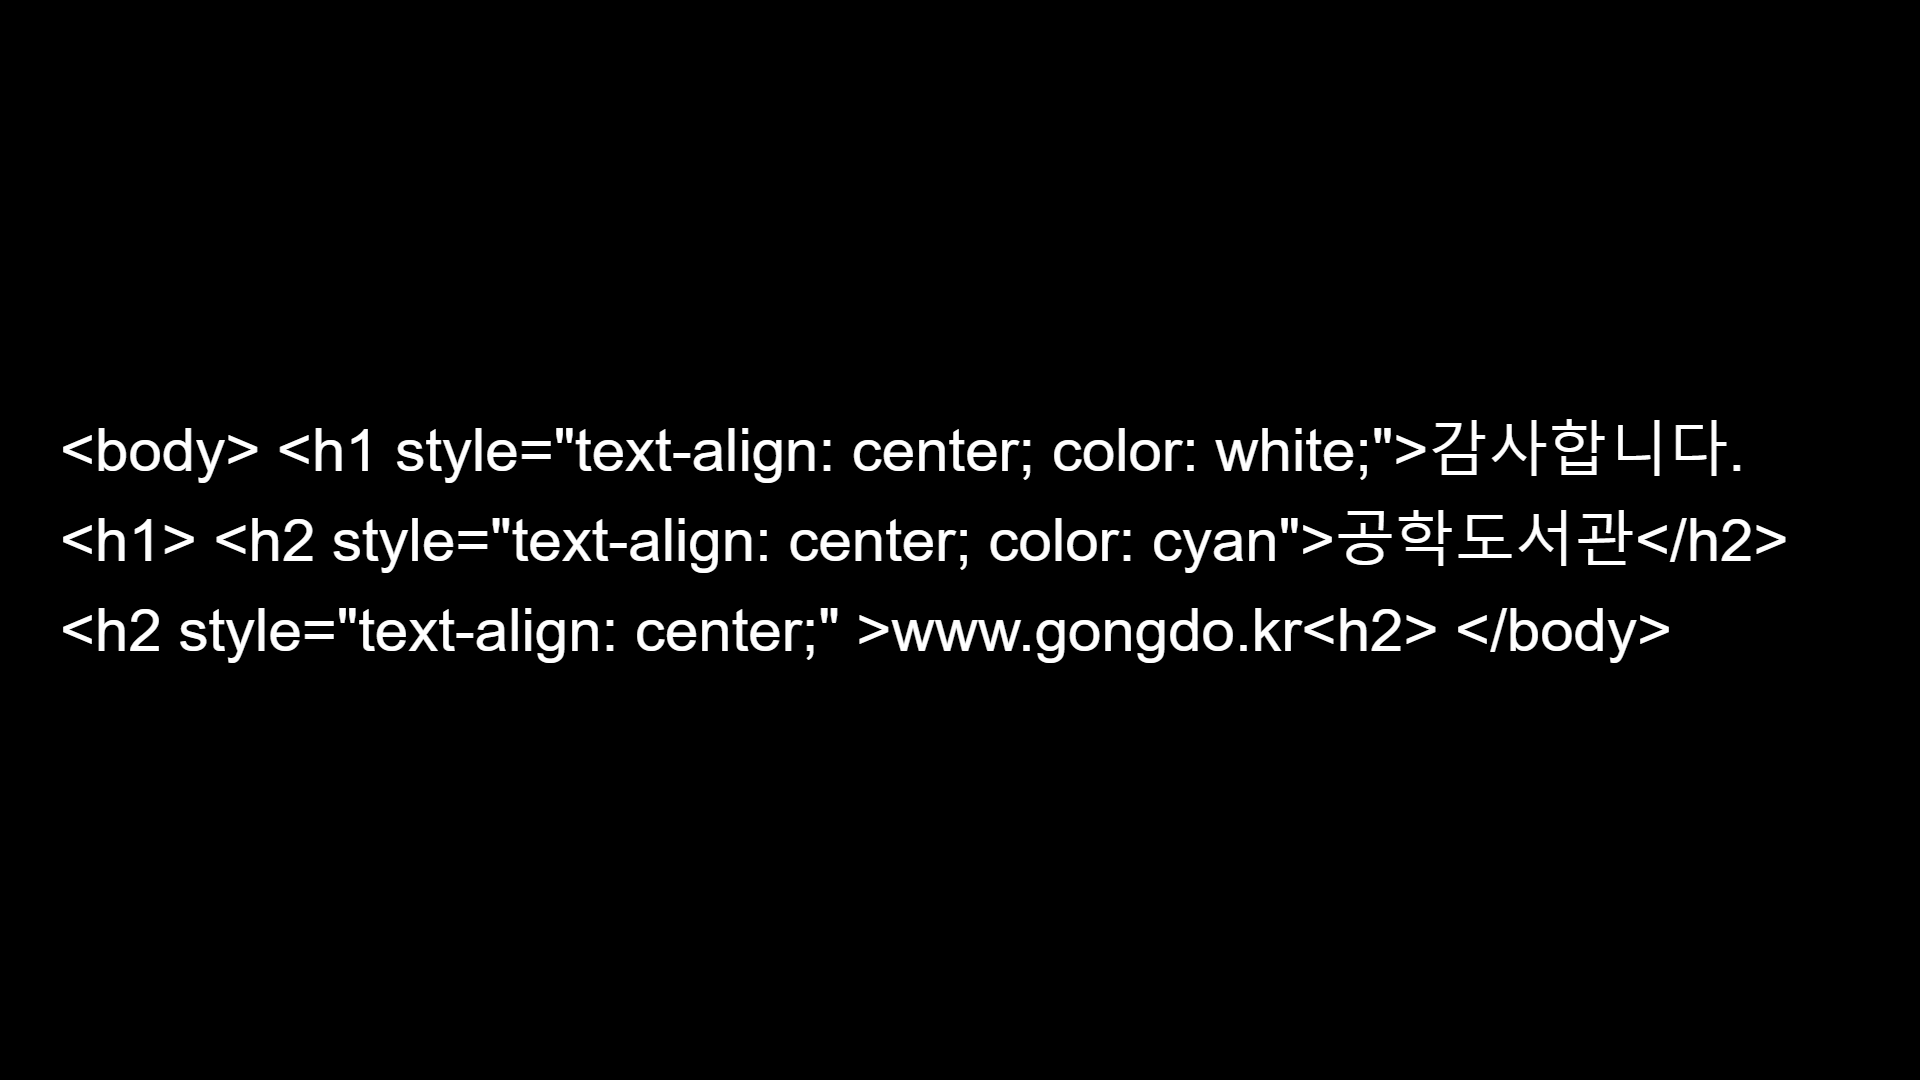 <body> <h1 style="text-align: center; color: white;">감사합니다.
<h1> <h2 style="text-align: center; color: cyan">공학도서관</h2>
<h2 style="text-align: center;" >www.gongdo.kr<h2> </body>